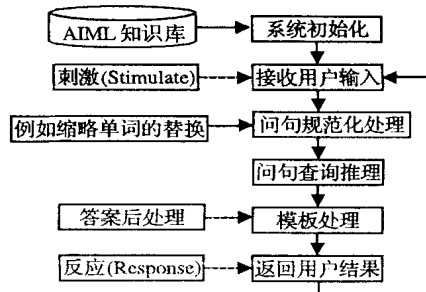 AIML 知识库
系统初始化
刺激(Stimulate)
接收用户输入
例如缩略单词的替换
问句规范化处理
问句查询推理
答案后处理
模板处理
反应(Response)
返回用户结果